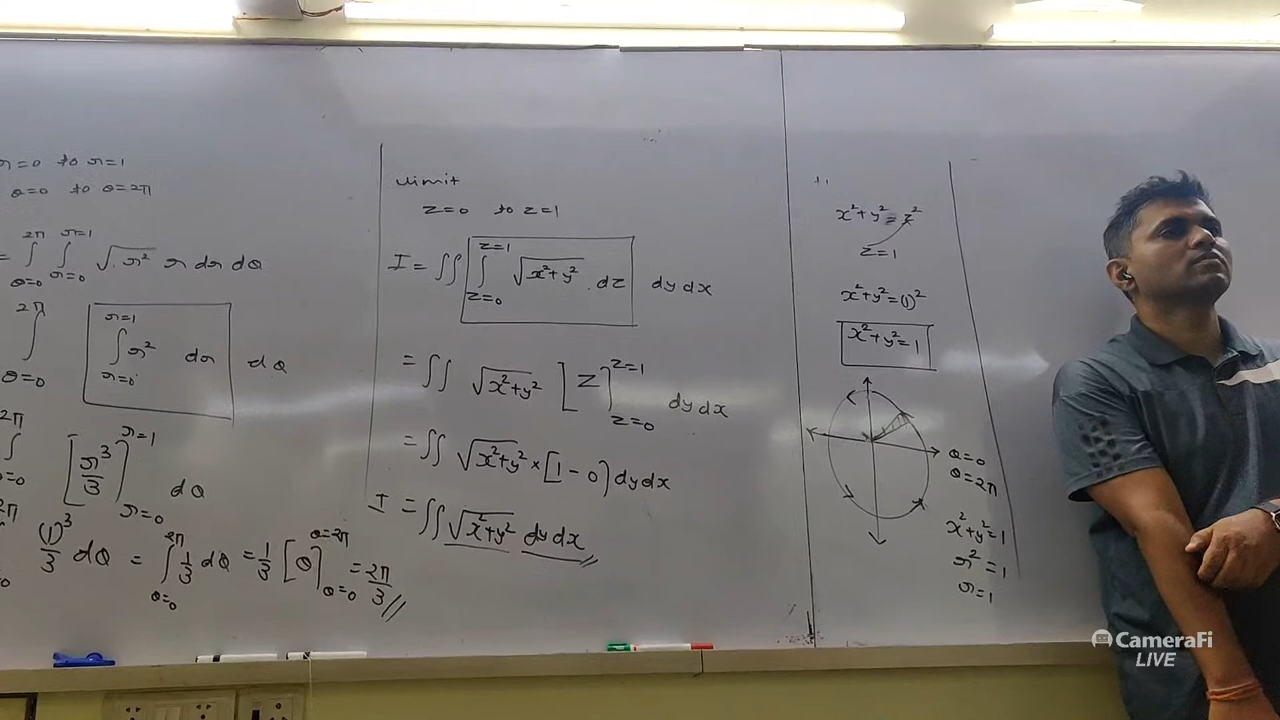 r=0 to r=1
θ=0 to θ=2π
= ∫_{θ=0}^{2π} ∫_{r=0}^{r=1} √r² r dr dθ
∫_{θ=0}^{2π} [∫_{r=0}^{r=1} r² dr] dθ
∫_{θ=0}^{2π} [r³/3]_{r=0}^{r=1} dθ
(1)³/3 dθ = ∫_{θ=0}^{2π} 1/3 dθ = 1/3 [θ]_{θ=0}^{θ=2π} = 2π/3 //
Limit
z=0 to z=1
I = ∫∫ [∫_{z=0}^{z=1} √x²+y² . dz] dy dx
= ∫∫ √x²+y² [z]_{z=0}^{z=1} dy dx
= ∫∫ √x²+y² × [1-0] dy dx
I = ∫∫ √x²+y² dy dx //
x²+y² = z²
z=1
x²+y² = (1)²
x²+y² = 1
θ=0
θ=2π
x²+y²=1
r²=1
r=1
CameraFi
LIVE